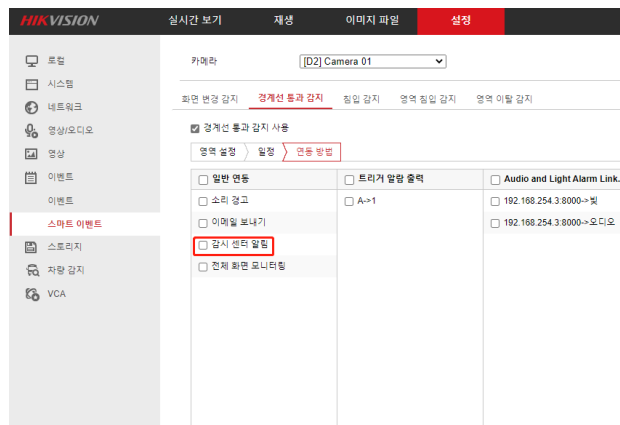 HIKVISION 실시간 보기 재생 이미지 파일 설정
로컬
시스템
네트워크
영상/오디오
영상
이벤트
이벤트
스마트 이벤트
스토리지
차량 감지
VCA
카메라 [D2] Camera 01
화면 변경 감지 경계선 통과 감지 침입 감지 영역 침입 감지 영역 이탈 감지
경계선 통과 감지 사용
영역 설정 일정 연동 방법
일반 연동 트리거 알람 출력 Audio and Light Alarm Link.
소리 경고 A->1 192.168.254.3:8000->빛
이메일 보내기 192.168.254.3:8000->오디오
감시 센터 알림
전체 화면 모니터링